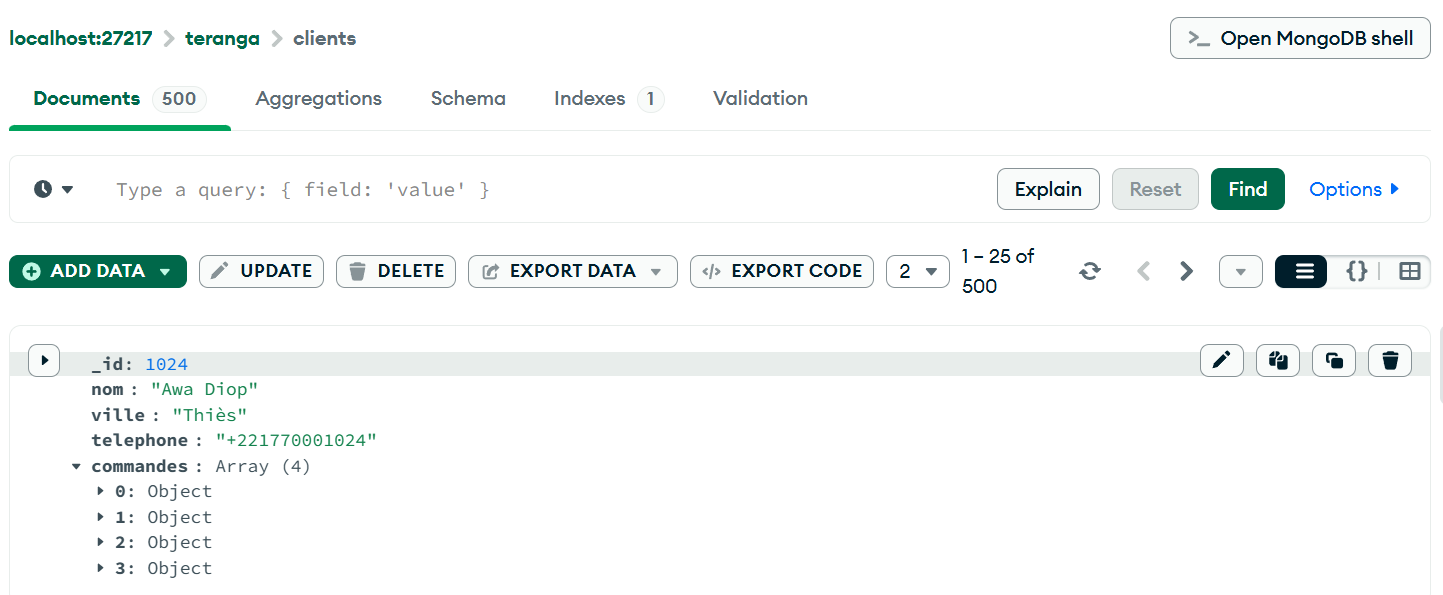 localhost:27217 > teranga > clients
>_ Open MongoDB shell
Documents 500 Aggregations Schema Indexes 1 Validation
Type a query: { field: 'value' }
Explain Reset Find Options
ADD DATA UPDATE DELETE EXPORT DATA EXPORT CODE 2 1 – 25 of
500
_id: 1024
nom : "Awa Diop"
ville : "Thiès"
telephone : "+221770001024"
commandes : Array (4)
0: Object
1: Object
2: Object
3: Object